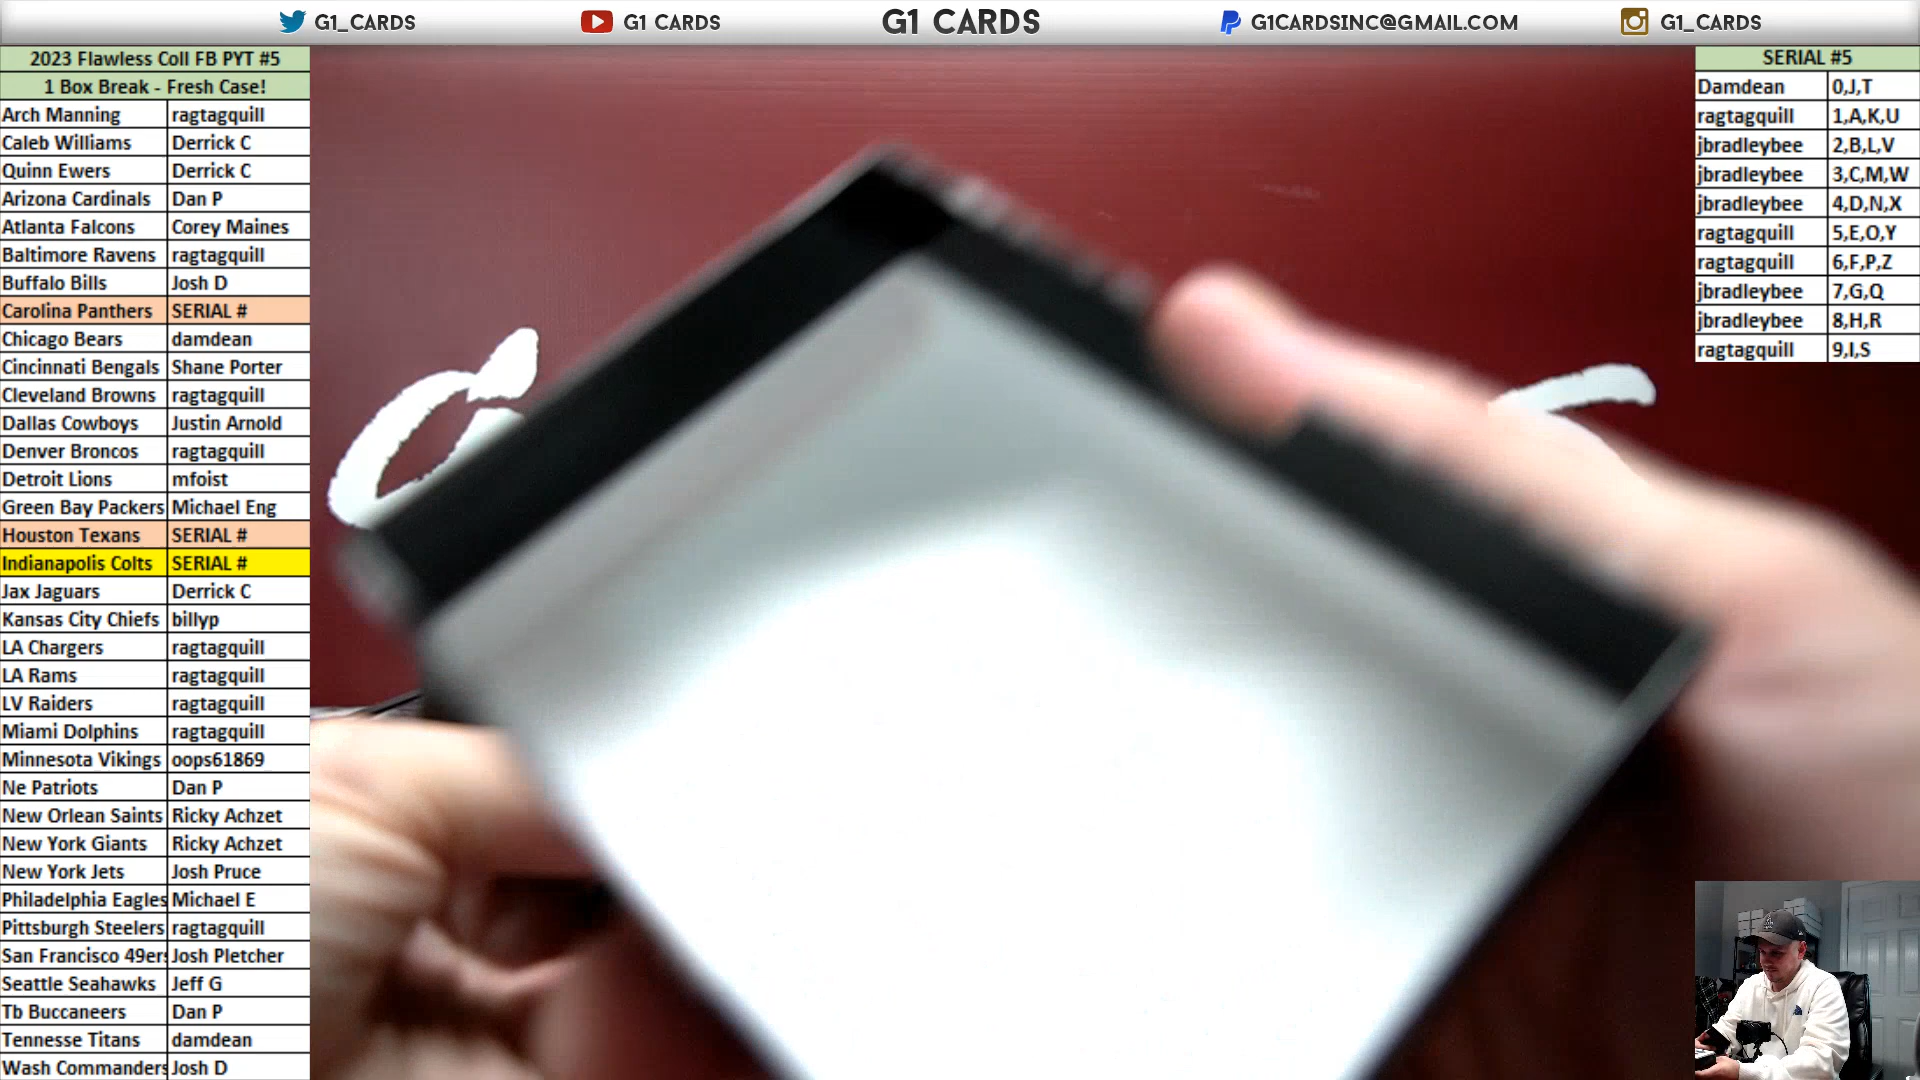 G1_CARDS G1 CARDS G1 CARDS G1CARDSINC@GMAIL.COM G1_CARDS
2023 Flawless Coll FB PYT #5
1 Box Break - Fresh Case!
Arch Manning ragtagquill
Caleb Williams Derrick C
Quinn Ewers Derrick C
Arizona Cardinals Dan P
Atlanta Falcons Corey Maines
Baltimore Ravens ragtagquill
Buffalo Bills Josh D
Carolina Panthers SERIAL #
Chicago Bears damdean
Cincinnati Bengals Shane Porter
Cleveland Browns ragtagquill
Dallas Cowboys Justin Arnold
Denver Broncos ragtagquill
Detroit Lions mfoist
Green Bay Packers Michael Eng
Houston Texans SERIAL #
Indianapolis Colts SERIAL #
Jax Jaguars Derrick C
Kansas City Chiefs billyp
LA Chargers ragtagquill
LA Rams ragtagquill
LV Raiders ragtagquill
Miami Dolphins ragtagquill
Minnesota Vikings oops61869
Ne Patriots Dan P
New Orlean Saints Ricky Achzet
New York Giants Ricky Achzet
New York Jets Josh Pruce
Philadelphia Eagles Michael E
Pittsburgh Steelers ragtagquill
San Francisco 49ers Josh Pletcher
Seattle Seahawks Jeff G
Tb Buccaneers Dan P
Tennesse Titans damdean
Wash Commanders Josh D
SERIAL #5
Damdean 0,J,T
ragtagquill 1,A,K,U
jbradleybee 2,B,L,V
jbradleybee 3,C,M,W
jbradleybee 4,D,N,X
ragtagquill 5,E,O,Y
ragtagquill 6,F,P,Z
jbradleybee 7,G,Q
jbradleybee 8,H,R
ragtagquill 9,I,S